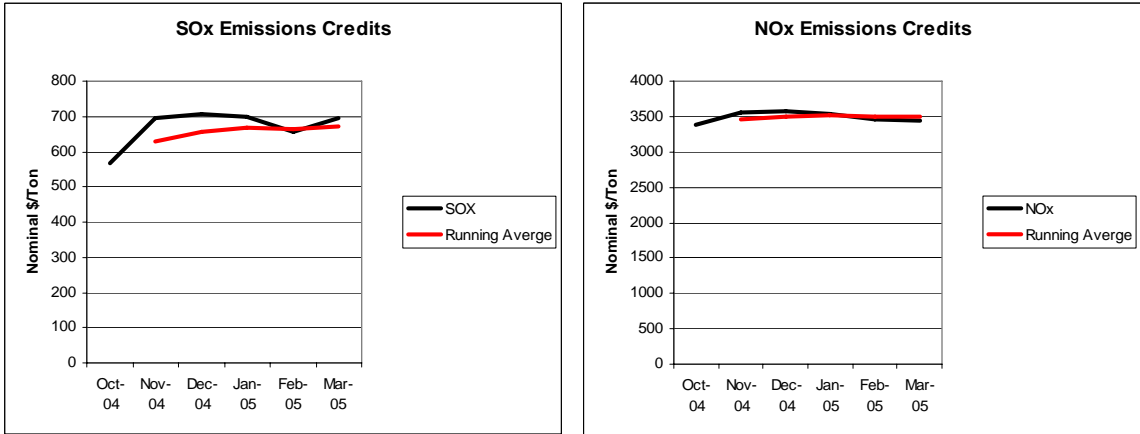 SOx Emissions Credits
800
700
600
500
400
300
200
100
0
Nominal $/Ton
Oct-
04
Nov-
04
Dec-
04
Jan-
05
Feb-
05
Mar-
05
SOX
Running Averge
NOx Emissions Credits
4000
3500
3000
2500
2000
1500
1000
500
0
Nominal $/Ton
Oct-
04
Nov-
04
Dec-
04
Jan-
05
Feb-
05
Mar-
05
NOx
Running Averge